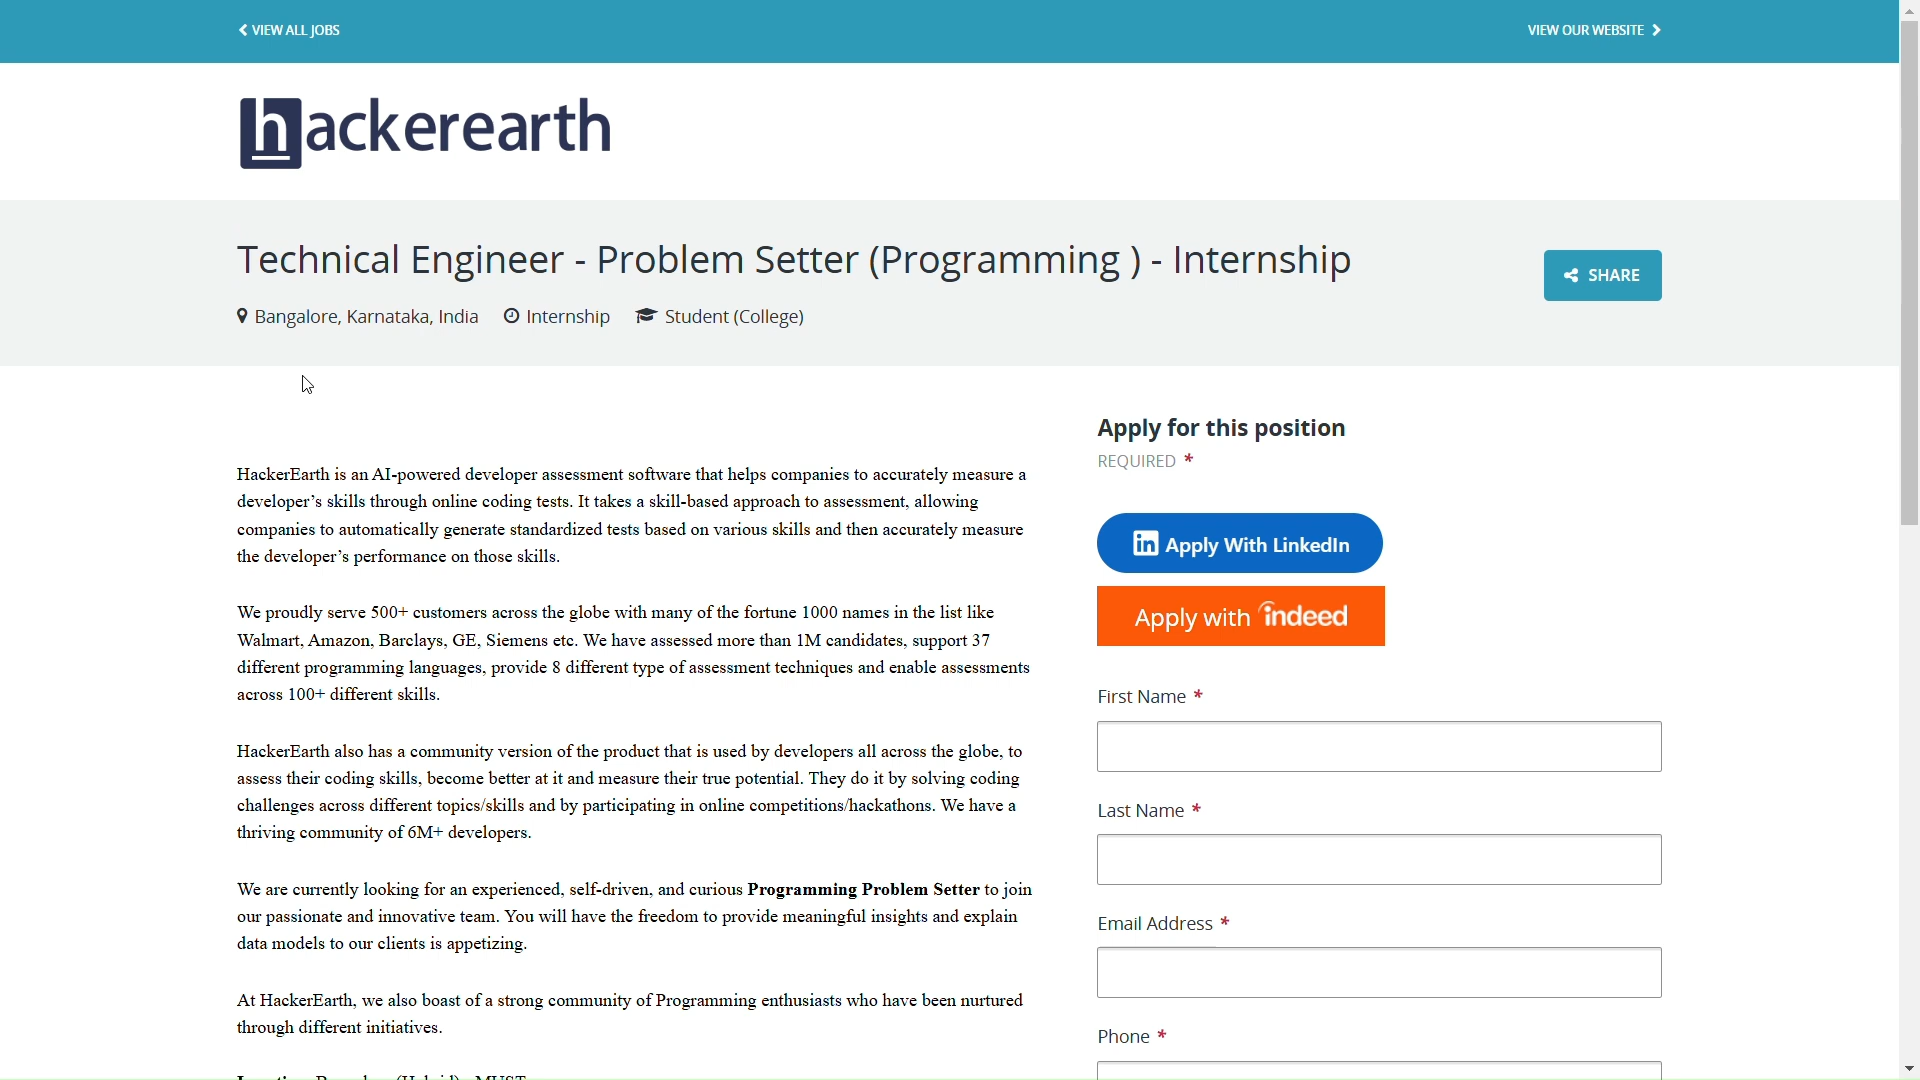 VIEW ALL JOBS
VIEW OUR WEBSITE
hackerearth
Technical Engineer - Problem Setter (Programming ) - Internship
SHARE
Bangalore, Karnataka, India Internship Student (College)
HackerEarth is an AI-powered developer assessment software that helps companies to accurately measure a
developer's skills through online coding tests. It takes a skill-based approach to assessment, allowing
companies to automatically generate standardized tests based on various skills and then accurately measure
the developer's performance on those skills.
We proudly serve 500+ customers across the globe with many of the fortune 1000 names in the list like
Walmart, Amazon, Barclays, GE, Siemens etc. We have assessed more than 1M candidates, support 37
different programming languages, provide 8 different type of assessment techniques and enable assessments
across 100+ different skills.
HackerEarth also has a community version of the product that is used by developers all across the globe, to
assess their coding skills, become better at it and measure their true potential. They do it by solving coding
challenges across different topics/skills and by participating in online competitions/hackathons. We have a
thriving community of 6M+ developers.
We are currently looking for an experienced, self-driven, and curious Programming Problem Setter to join
our passionate and innovative team. You will have the freedom to provide meaningful insights and explain
data models to our clients is appetizing.
At HackerEarth, we also boast of a strong community of Programming enthusiasts who have been nurtured
through different initiatives.
Apply for this position
REQUIRED *
in Apply With LinkedIn
Apply with indeed
First Name *
Last Name *
Email Address *
Phone *